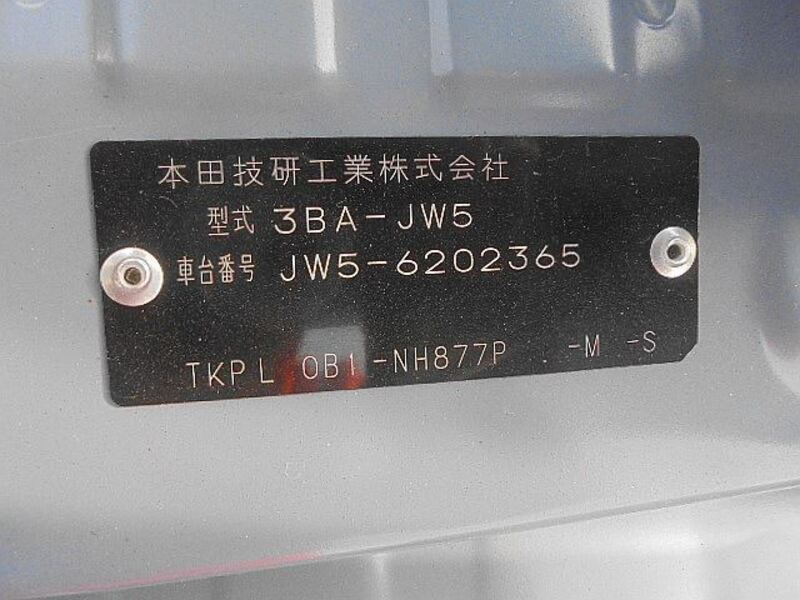 本田技研工業株式会社
型式 3BA-JW5
車台番号 JW5-6202365
TKPL 0B1-NH877P -M -S